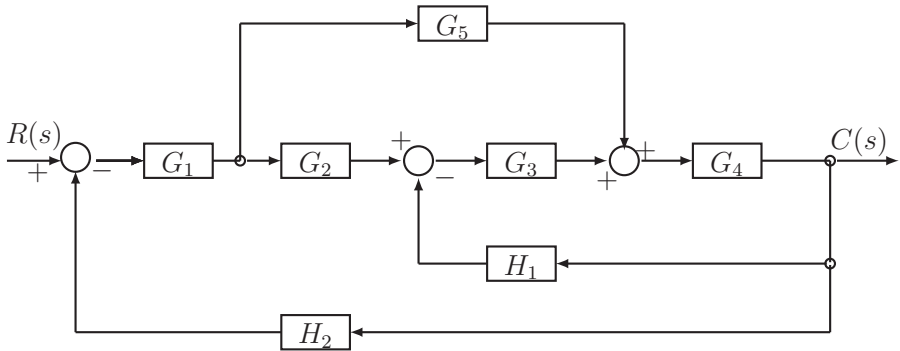 G5
R(s)
C(s)
+
+
+
−
G1
G2
−
G3
+
G4
H1
H2